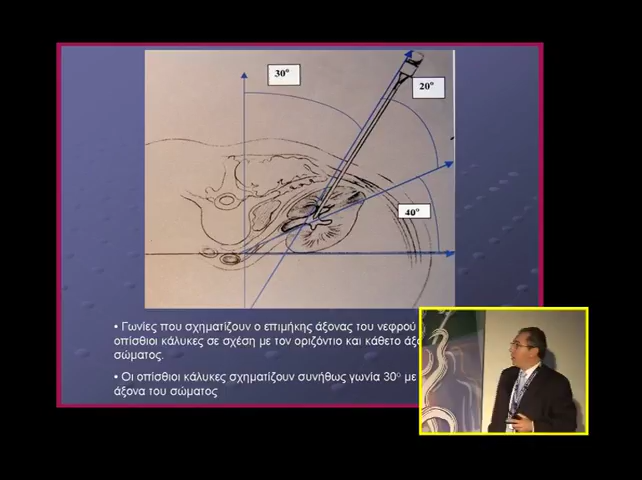 30°
20°
40°
• Γωνίες που σχηματίζουν ο επιμήκης άξονας του νεφρού
οπίσθιοι κάλυκες σε σχέση με τον οριζόντιο και κάθετο
σώματος.
• Οι οπίσθιοι κάλυκες σχηματίζουν συνήθως γωνία 30° με
άξονα του σώματος